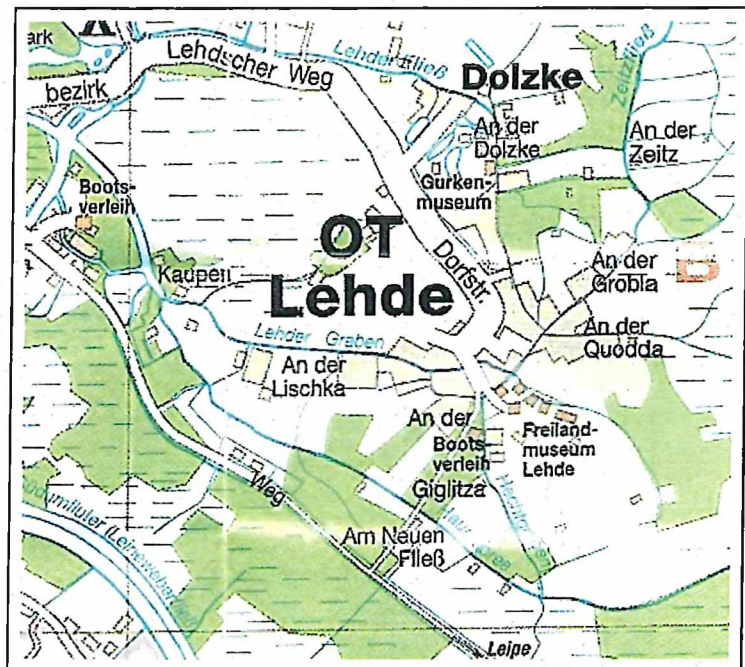 ark
bezirk
Lehdscher Weg
Lehder Fließ
Dolzke
Zeitzfließ
An der
Dolzke
An der
Zeitz
Boots-
verleih
Gurken-
museum
OT
Lehde
Dorfstr.
Kaupen
An der
Grobla
An der
Quodda
Lehder Graben
An der
Lischka
An der
Giglitza
Boots-
verleih
Freiland-
museum
Lehde
Weg
Am Neuen
Fließ
Leipe